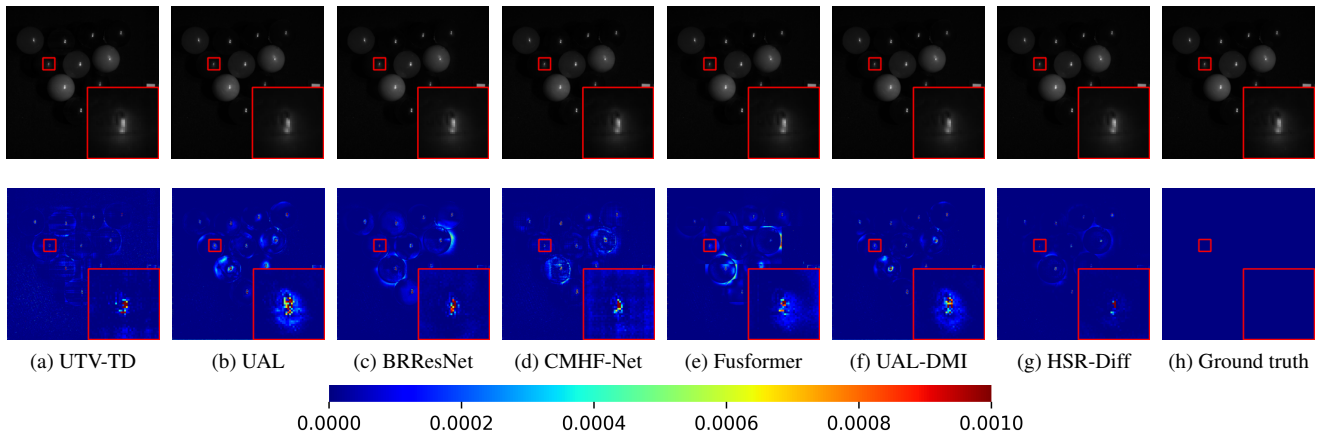 (a) UTV-TD (b) UAL (c) BRResNet (d) CMHF-Net (e) Fusformer (f) UAL-DMI (g) HSR-Diff (h) Ground truth
0.0000 0.0002 0.0004 0.0006 0.0008 0.0010